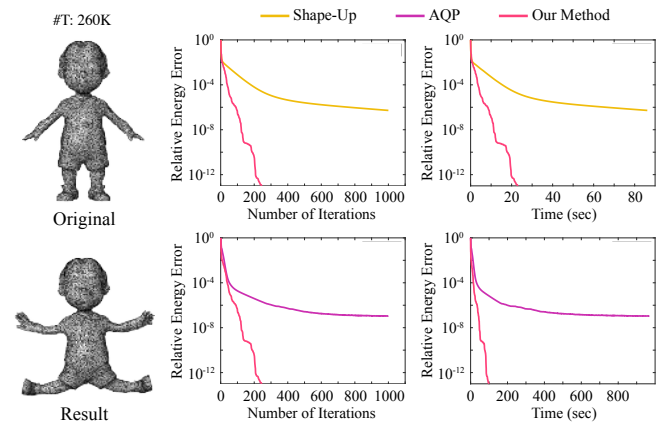 #T: 260K
Shape-Up AQP Our Method
Original
Relative Energy Error
10^0
10^-4
10^-8
10^-12
0 200 400 600 800 1000
Number of Iterations
Relative Energy Error
10^0
10^-4
10^-8
10^-12
0 20 40 60 80
Time (sec)
Result
Relative Energy Error
10^0
10^-4
10^-8
10^-12
0 200 400 600 800 1000
Number of Iterations
Relative Energy Error
10^0
10^-4
10^-8
10^-12
0 200 400 600 800
Time (sec)